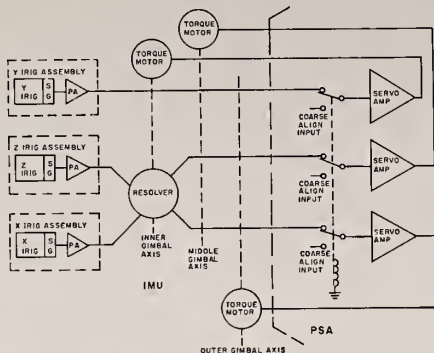 TORQUE
MOTOR
TORQUE
MOTOR
Y IRIG ASSEMBLY
Y
IRIG
S
G
PA
COARSE
ALIGN
INPUT
SERVO
AMP
Z IRIG ASSEMBLY
Z
IRIG
S
G
PA
RESOLVER
COARSE
ALIGN
INPUT
SERVO
AMP
X IRIG ASSEMBLY
X
IRIG
S
G
PA
INNER
GIMBAL
AXIS
MIDDLE
GIMBAL
AXIS
COARSE
ALIGN
INPUT
SERVO
AMP
IMU
TORQUE
MOTOR
PSA
OUTER GIMBAL AXIS